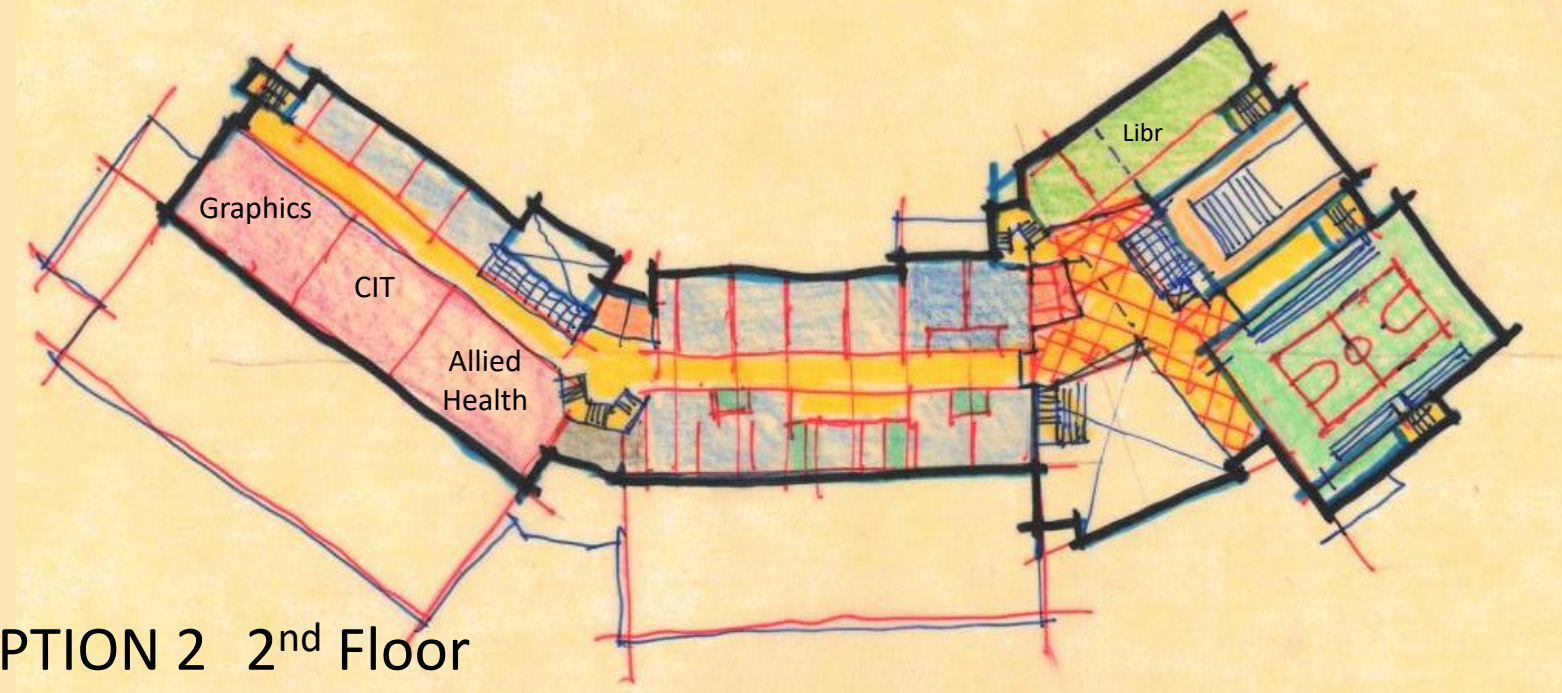 Libr
Graphics
CIT
Allied
Health
PTION 2 2nd Floor